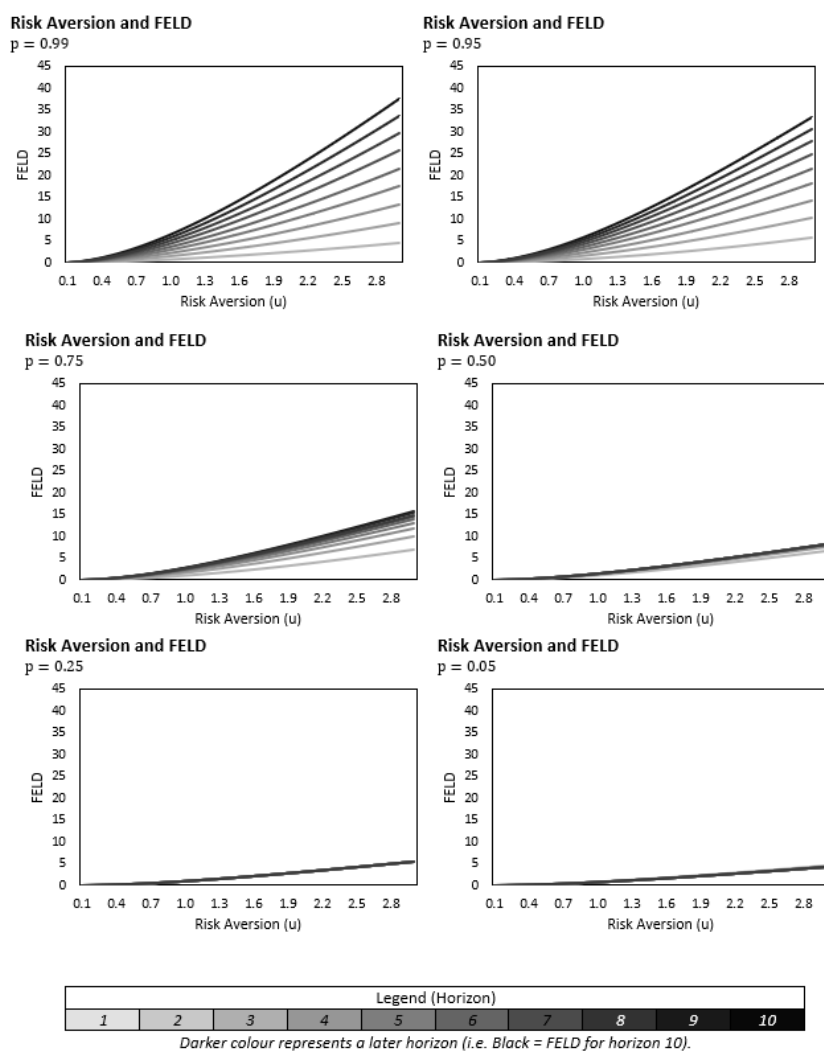 Risk Aversion and FELD
p = 0.99
45
40
35
30
25
20
15
10
5
0
FELD
0.1 0.4 0.7 1.0 1.3 1.6 1.9 2.2 2.5 2.8
Risk Aversion (u)
Risk Aversion and FELD
p = 0.95
45
40
35
30
25
20
15
10
5
0
FELD
0.1 0.4 0.7 1.0 1.3 1.6 1.9 2.2 2.5 2.8
Risk Aversion (u)
Risk Aversion and FELD
p = 0.75
45
40
35
30
25
20
15
10
5
0
FELD
0.1 0.4 0.7 1.0 1.3 1.6 1.9 2.2 2.5 2.8
Risk Aversion (u)
Risk Aversion and FELD
p = 0.50
45
40
35
30
25
20
15
10
5
0
FELD
0.1 0.4 0.7 1.0 1.3 1.6 1.9 2.2 2.5 2.8
Risk Aversion (u)
Risk Aversion and FELD
p = 0.25
45
40
35
30
25
20
15
10
5
0
FELD
0.1 0.4 0.7 1.0 1.3 1.6 1.9 2.2 2.5 2.8
Risk Aversion (u)
Risk Aversion and FELD
p = 0.05
45
40
35
30
25
20
15
10
5
0
FELD
0.1 0.4 0.7 1.0 1.3 1.6 1.9 2.2 2.5 2.8
Risk Aversion (u)
Legend (Horizon)
1 2 3 4 5 6 7 8 9 10
Darker colour represents a later horizon (i.e. Black = FELD for horizon 10).